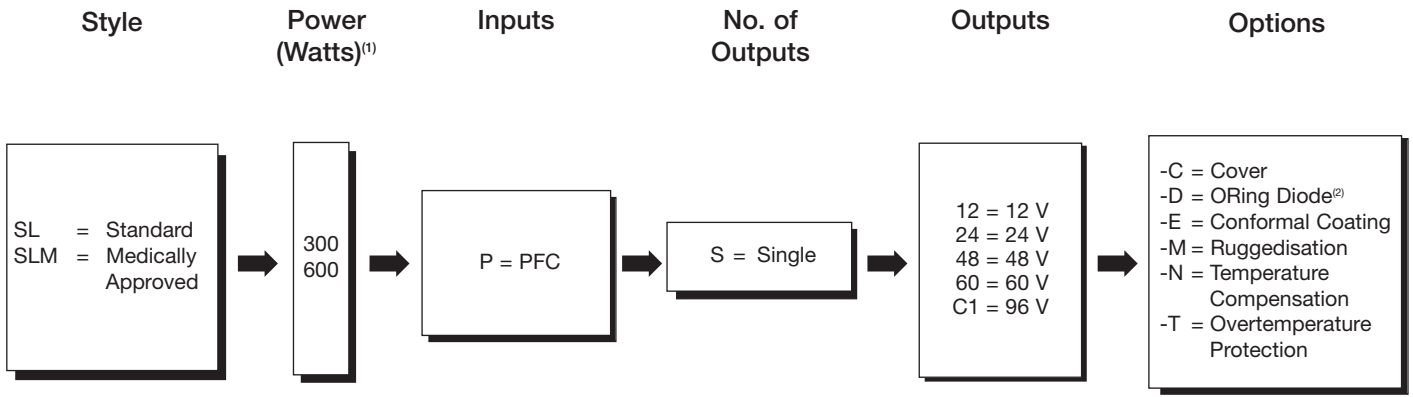 Style
Power
(Watts)(1)
Inputs
No. of
Outputs
Outputs
Options
SL = Standard
SLM = Medically
Approved
300
600
P = PFC
S = Single
12 = 12 V
24 = 24 V
48 = 48 V
60 = 60 V
C1 = 96 V
-C = Cover
-D = ORing Diode(2)
-E = Conformal Coating
-M = Ruggedisation
-N = Temperature
Compensation
-T = Overtemperature
Protection